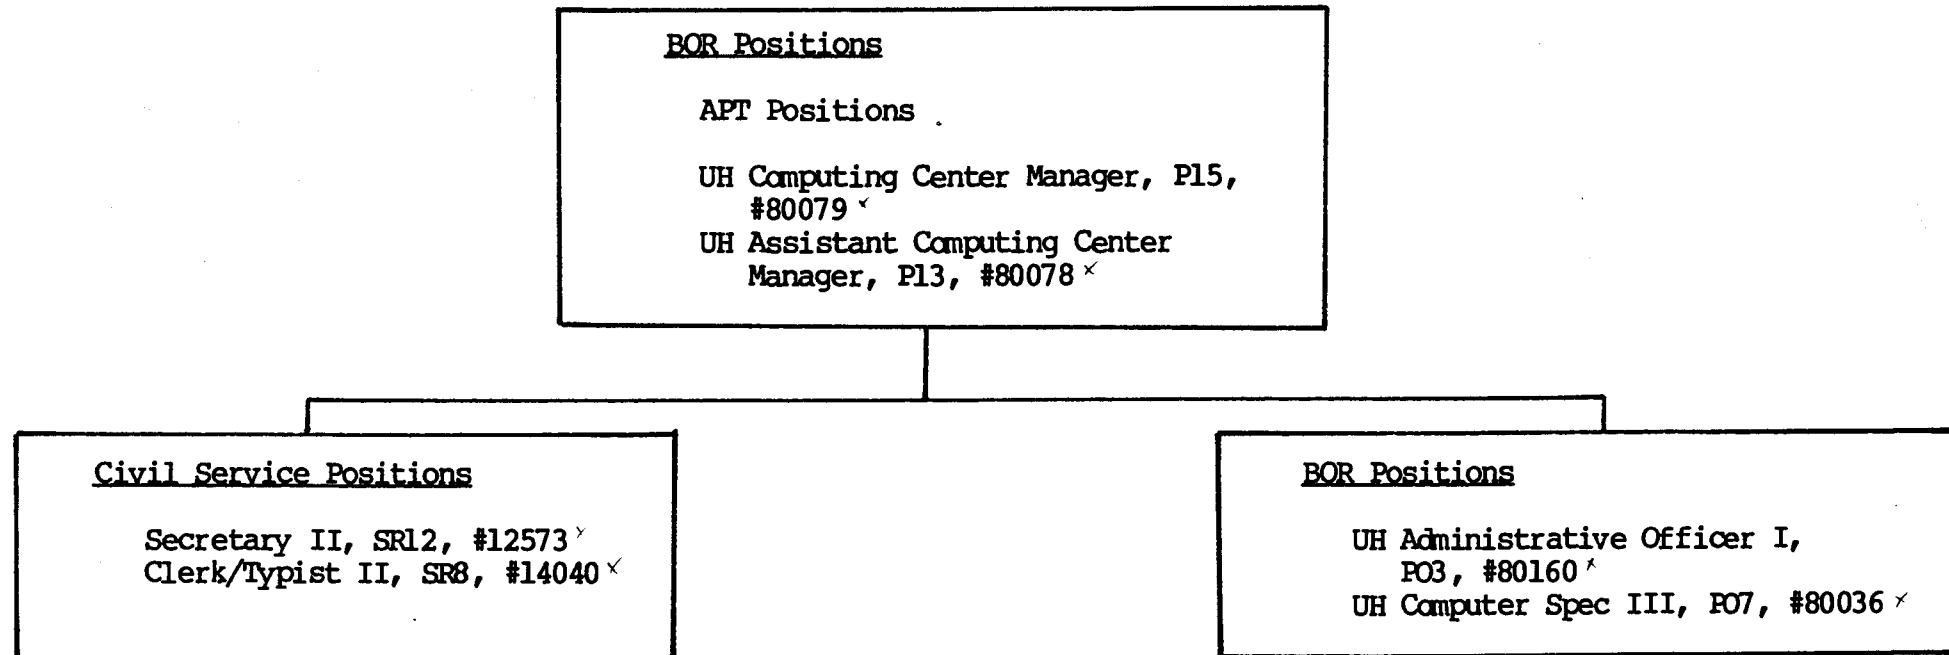 BOR Positions
APT Positions
UH Computing Center Manager, P15,
#80079 x
UH Assistant Computing Center
Manager, P13, #80078 x
Civil Service Positions
Secretary II, SR12, #12573 x
Clerk/Typist II, SR8, #14040 x
BOR Positions
UH Administrative Officer I,
PO3, #80160 x
UH Computer Spec III, PO7, #80036 x